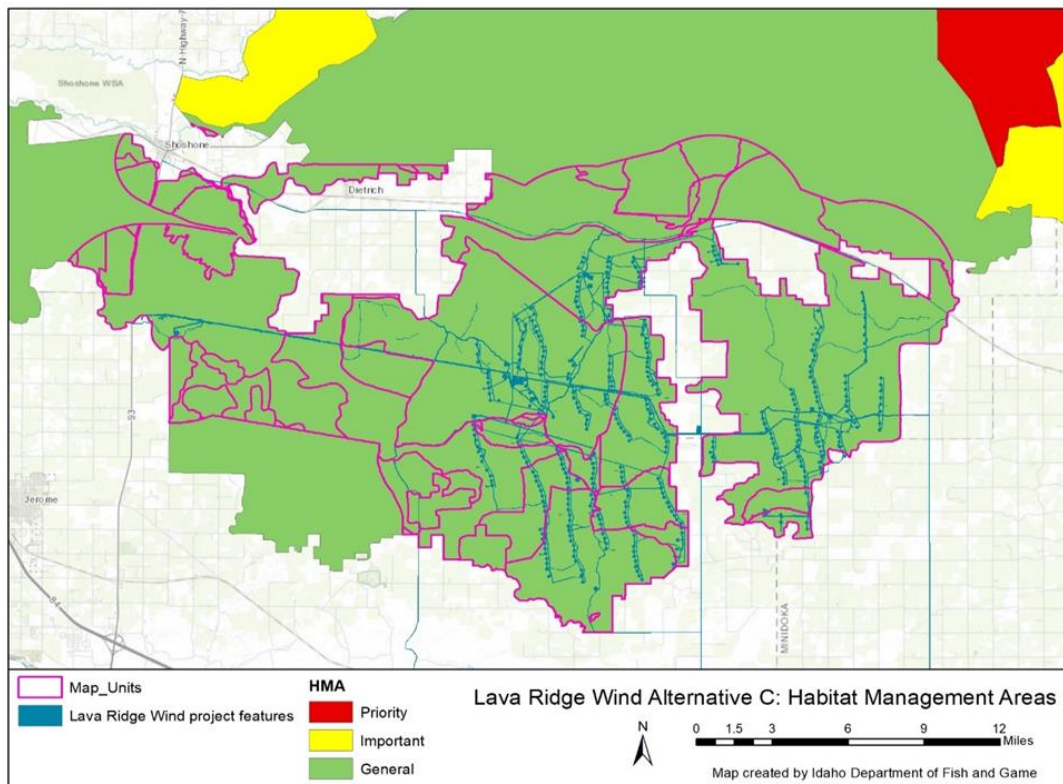 N Highway-
Shoshone WSA
Shoshone
Dietrich
93
Jerome
84
MINIDOKA
Map_Units
Lava Ridge Wind project features
HMA
Priority
Important
General
Lava Ridge Wind Alternative C: Habitat Management Areas
N
0 1.5 3 6 9 12
Miles
Map created by Idaho Department of Fish and Game